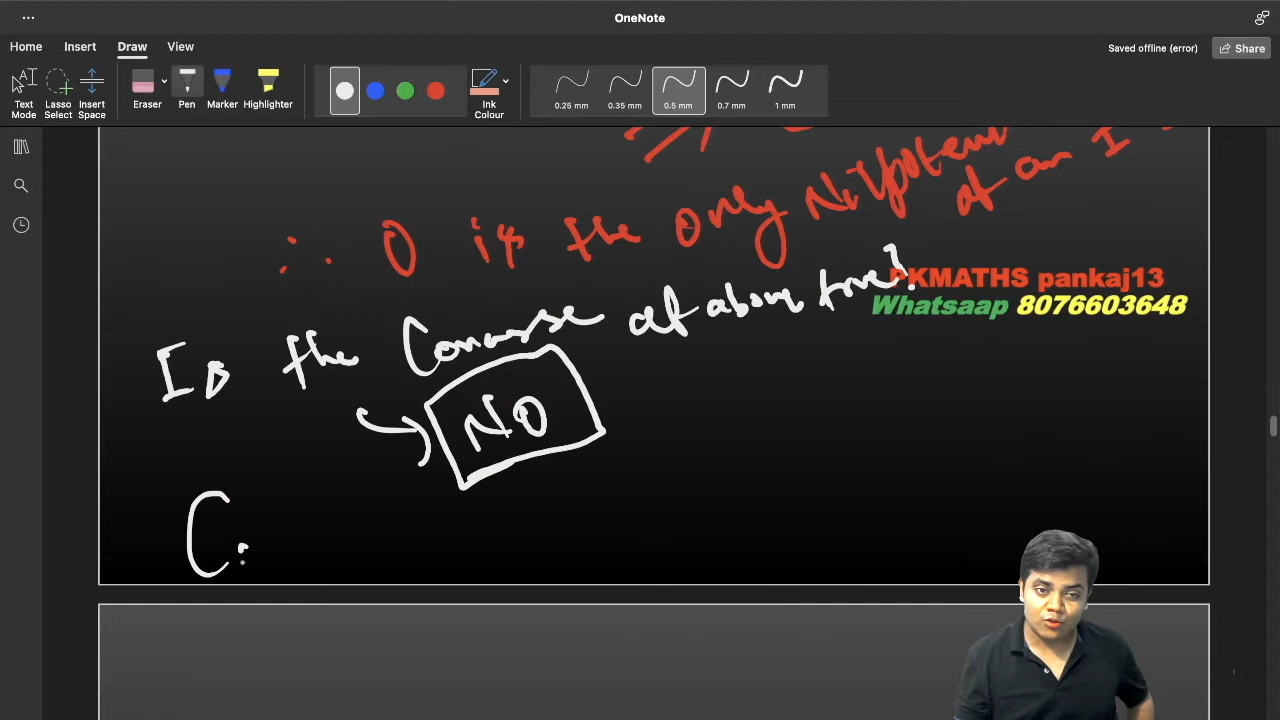 OneNote
Home Insert Draw View
Saved offline (error) Share
Text Mode Lasso Select Insert Space Eraser Pen Marker Highlighter Ink Colour 0.25 mm 0.35 mm 0.5 mm 0.7 mm 1 mm
∴ 0 is the Only Nilpotent of an I
PKMATHS pankaj13
Whatsaap 8076603648
Is the Converse of above true?
NO
C